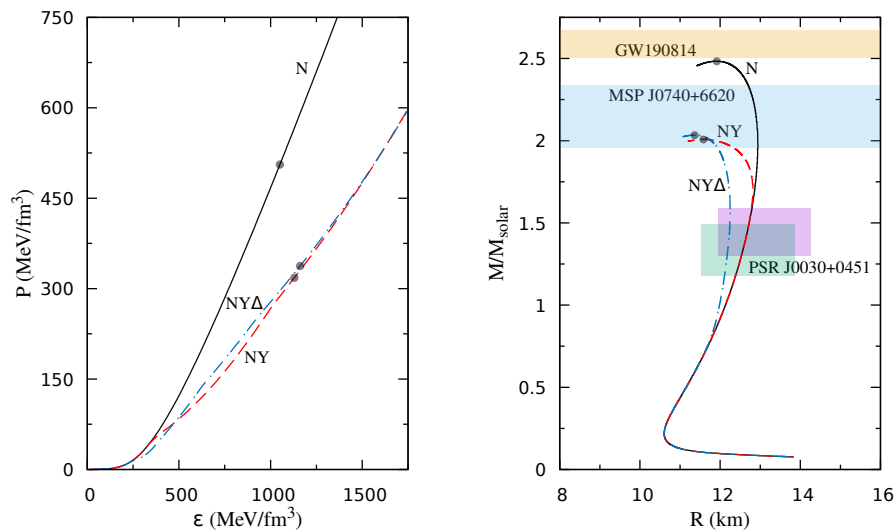 750
600
450
300
150
0
P (MeV/fm³)
N
NYΔ
NY
0
500
1000
1500
ε (MeV/fm³)
2.5
2
1.5
1
0.5
0
M/M_solar
GW190814
N
MSP J0740+6620
NY
NYΔ
PSR J0030+0451
8
10
12
14
16
R (km)